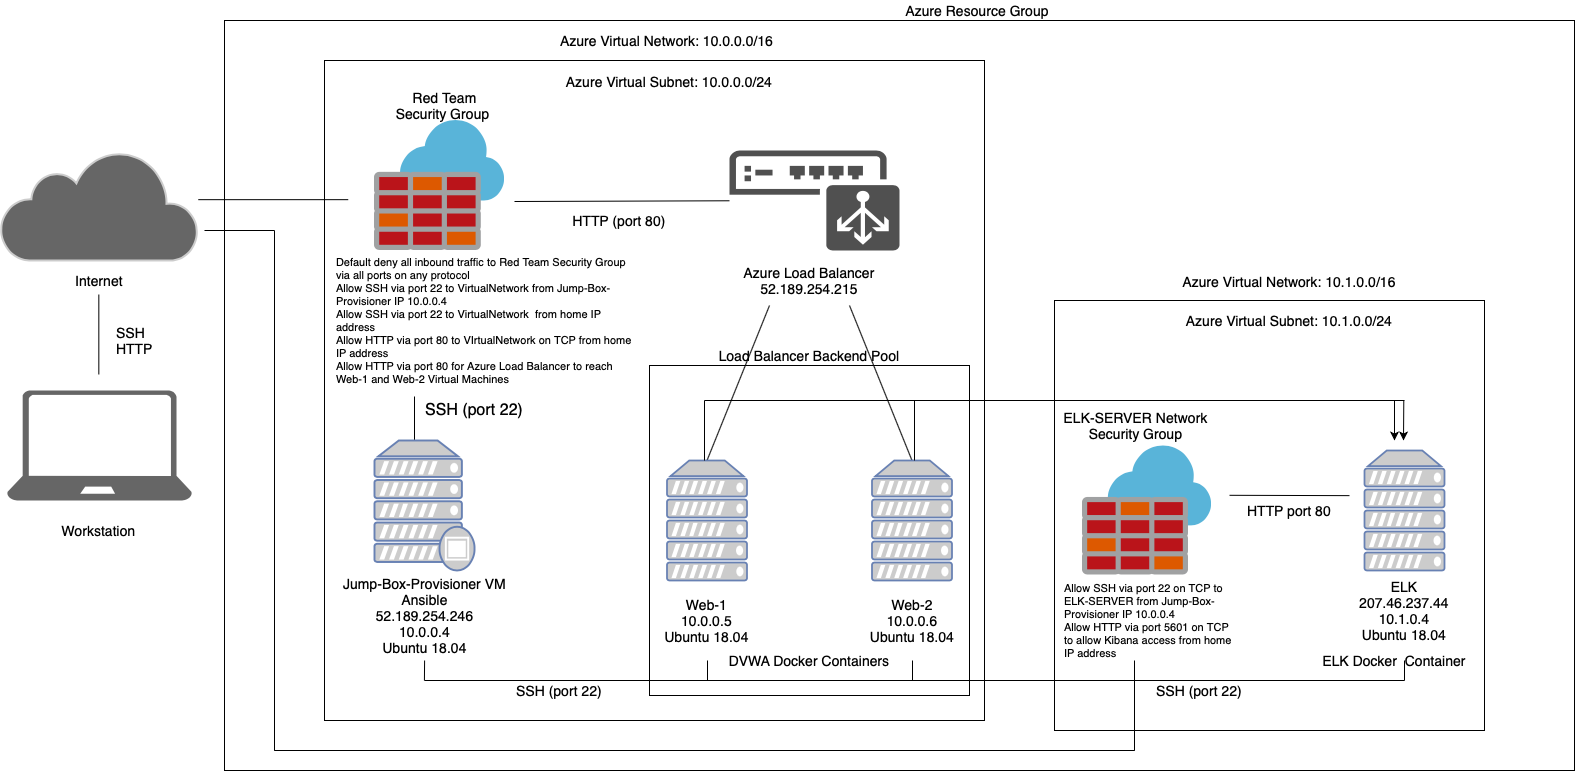 Azure Resource Group
Azure Virtual Network: 10.0.0.0/16
Azure Virtual Subnet: 10.0.0.0/24
Red Team
Security Group
HTTP (port 80)
Default deny all inbound traffic to Red Team Security Group
via all ports on any protocol
Allow SSH via port 22 to VirtualNetwork from Jump-Box-
Provisioner IP 10.0.0.4
Allow SSH via port 22 to VirtualNetwork from home IP
address
Allow HTTP via port 80 to VIrtualNetwork on TCP from home
IP address
Allow HTTP via port 80 for Azure Load Balancer to reach
Web-1 and Web-2 Virtual Machines
Azure Load Balancer
52.189.254.215
Internet
SSH
HTTP
Workstation
SSH (port 22)
Jump-Box-Provisioner VM
Ansible
52.189.254.246
10.0.0.4
Ubuntu 18.04
Load Balancer Backend Pool
Web-1
10.0.0.5
Ubuntu 18.04
Web-2
10.0.0.6
Ubuntu 18.04
DVWA Docker Containers
SSH (port 22)
Azure Virtual Network: 10.1.0.0/16
Azure Virtual Subnet: 10.1.0.0/24
ELK-SERVER Network
Security Group
HTTP port 80
Allow SSH via port 22 on TCP to
ELK-SERVER from Jump-Box-
Provisioner IP 10.0.0.4
Allow HTTP via port 5601 on TCP
to allow Kibana access from home
IP address
ELK
207.46.237.44
10.1.0.4
Ubuntu 18.04
ELK Docker Container
SSH (port 22)